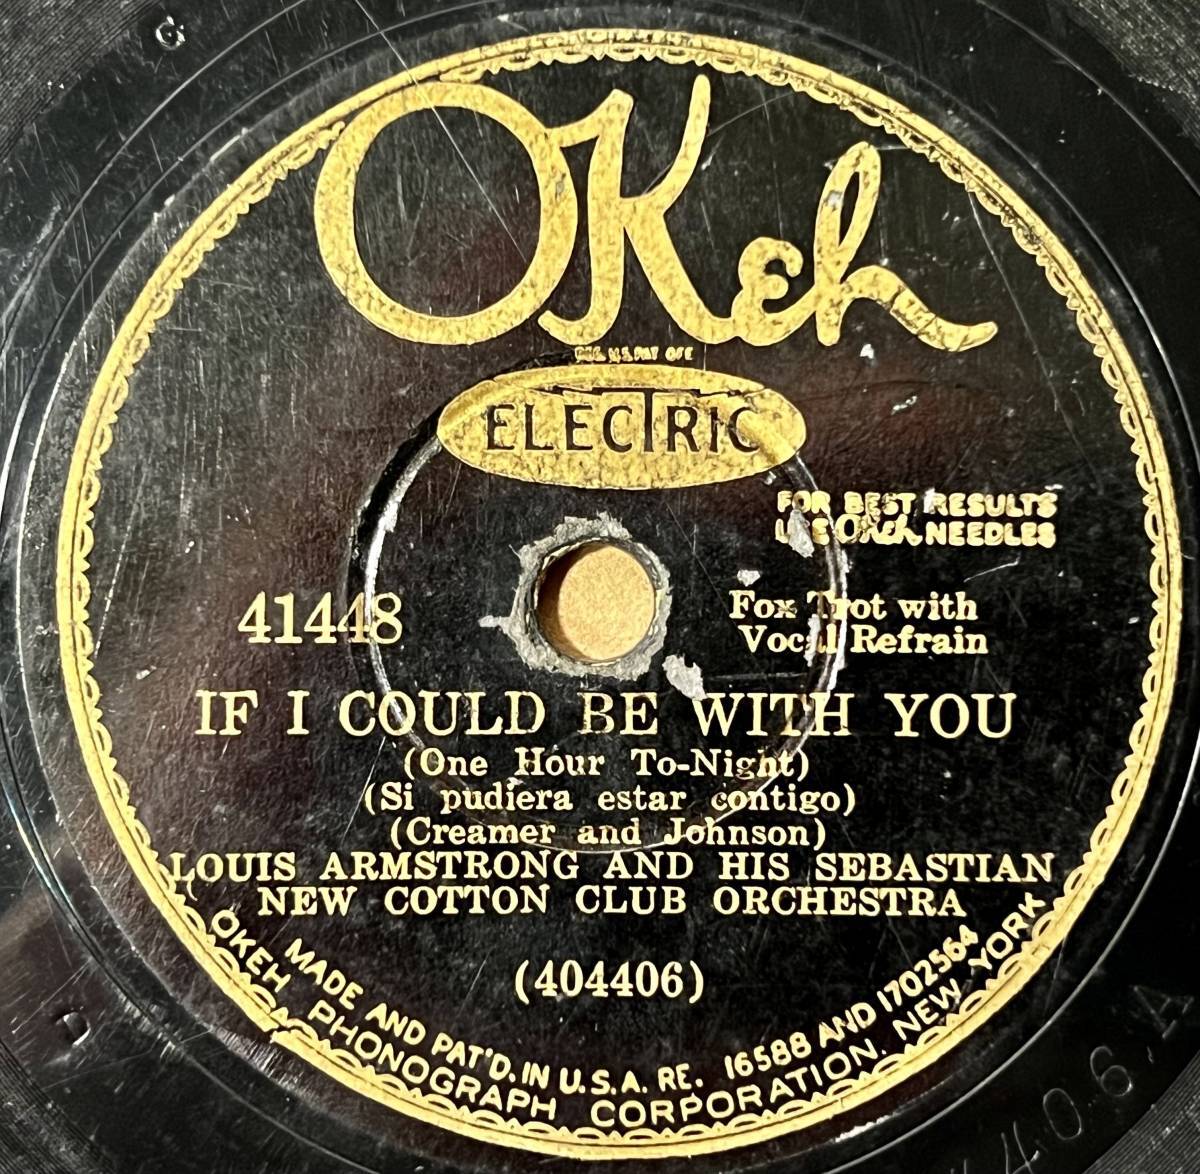 OKeh
REG. U.S. PAT. OFF.
ELECTRIC
FOR BEST RESULTS
USE OKeh NEEDLES
41448
Fox Trot with
Vocal Refrain
IF I COULD BE WITH YOU
(One Hour To-Night)
(Si pudiera estar contigo)
(Creamer and Johnson)
LOUIS ARMSTRONG AND HIS SEBASTIAN
NEW COTTON CLUB ORCHESTRA
(404406)
MADE AND PAT'D. IN U.S.A. RE. 16588 AND 1702564
OKEH PHONOGRAPH CORPORATION. NEW YORK